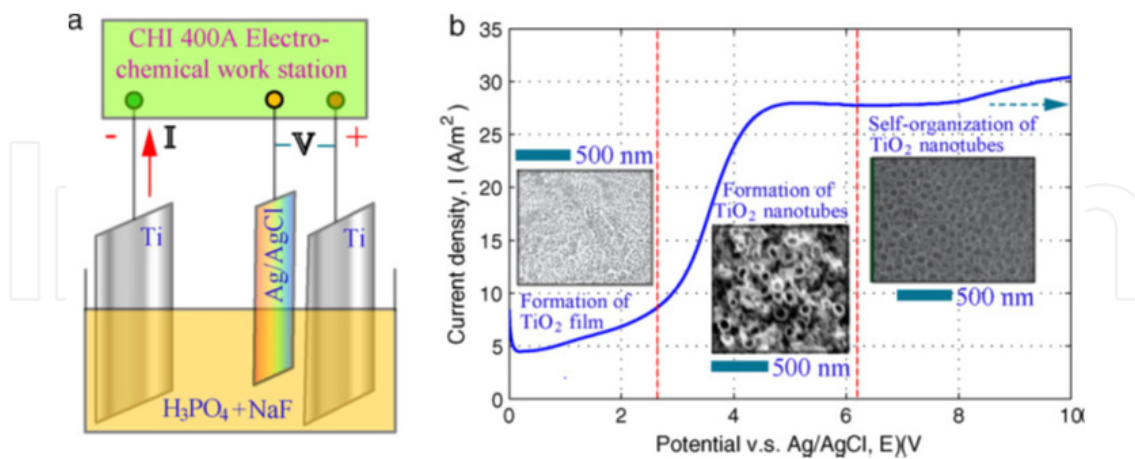 a
CHI 400A Electro-
chemical work station
-
I
V
+
Ti
Ag/AgCl
Ti
H₃PO₄+NaF
b
35
30
25
20
15
10
5
0
Current density, I (A/m²)
500 nm
Formation of
TiO₂ film
Formation of
TiO₂ nanotubes
500 nm
Self-organization of
TiO₂ nanotubes
500 nm
0
2
4
6
8
10
Potential v.s. Ag/AgCl, E)(V